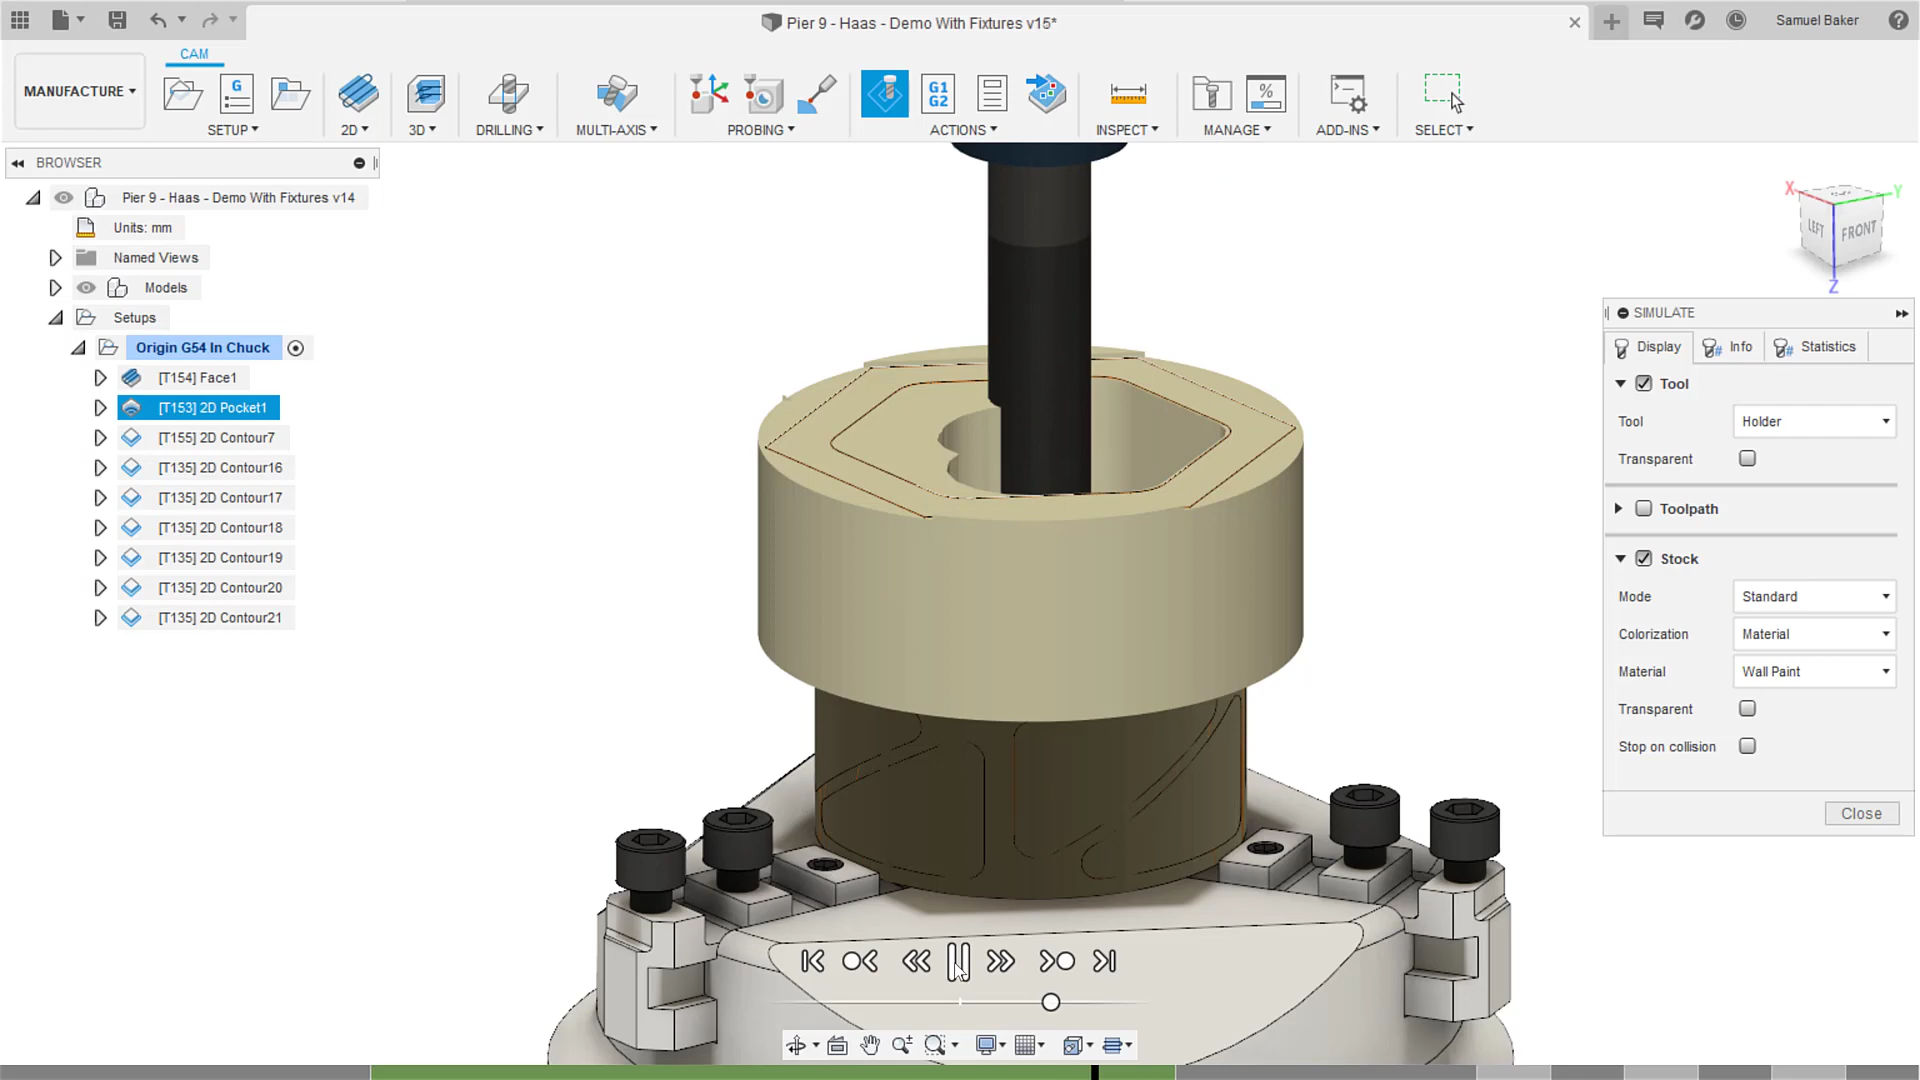 Pier 9 - Haas - Demo With Fixtures v15*
Samuel Baker
CAM
MANUFACTURE
G
G1
G2
%
SETUP
2D
3D
DRILLING
MULTI-AXIS
PROBING
ACTIONS
INSPECT
MANAGE
ADD-INS
SELECT
BROWSER
Pier 9 - Haas - Demo With Fixtures v14
Units: mm
Named Views
Models
Setups
Origin G54 In Chuck
[T154] Face1
[T153] 2D Pocket1
[T155] 2D Contour7
[T135] 2D Contour16
[T135] 2D Contour17
[T135] 2D Contour18
[T135] 2D Contour19
[T135] 2D Contour20
[T135] 2D Contour21
X
Y
LEFT
FRONT
Z
SIMULATE
Display
Info
Statistics
Tool
Tool
Holder
Transparent
Toolpath
Stock
Mode
Standard
Colorization
Material
Material
Wall Paint
Transparent
Stop on collision
Close